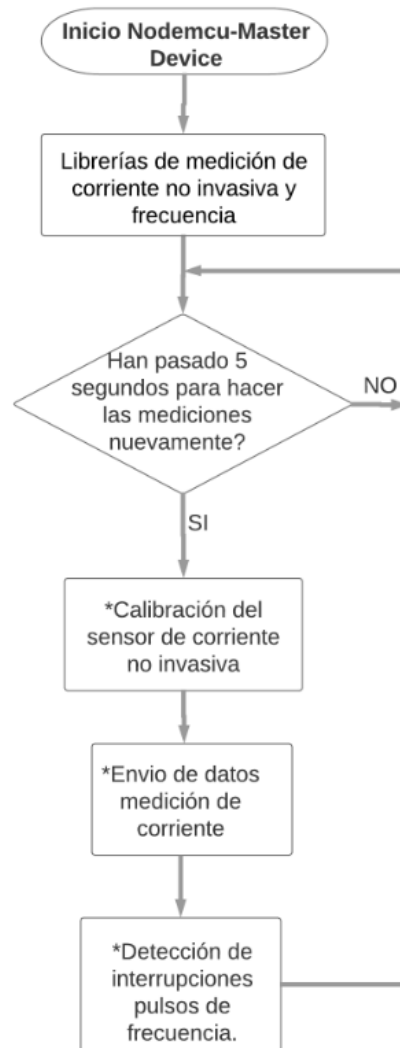 Inicio Nodemcu-Master
Device
Librerías de medición de
corriente no invasiva y
frecuencia
Han pasado 5
segundos para hacer
las mediciones
nuevamente?
NO
SI
*Calibración del
sensor de corriente
no invasiva
*Envio de datos
medición de
corriente
*Detección de
interrupciones
pulsos de
frecuencia.